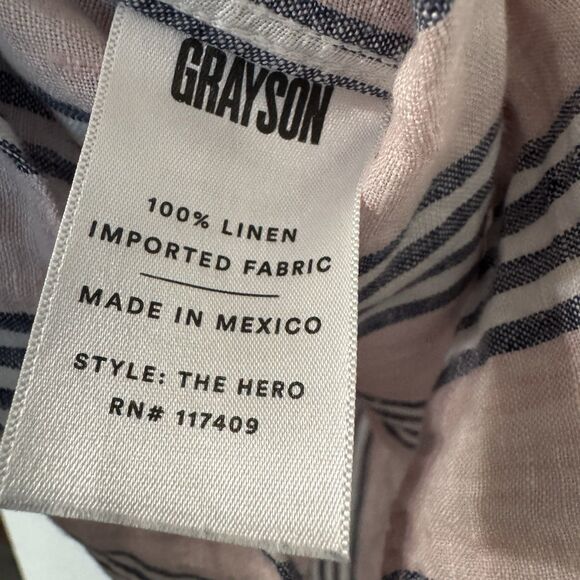 GRAYSON
100% LINEN
IMPORTED FABRIC
MADE IN MEXICO
STYLE: THE HERO
RN# 117409